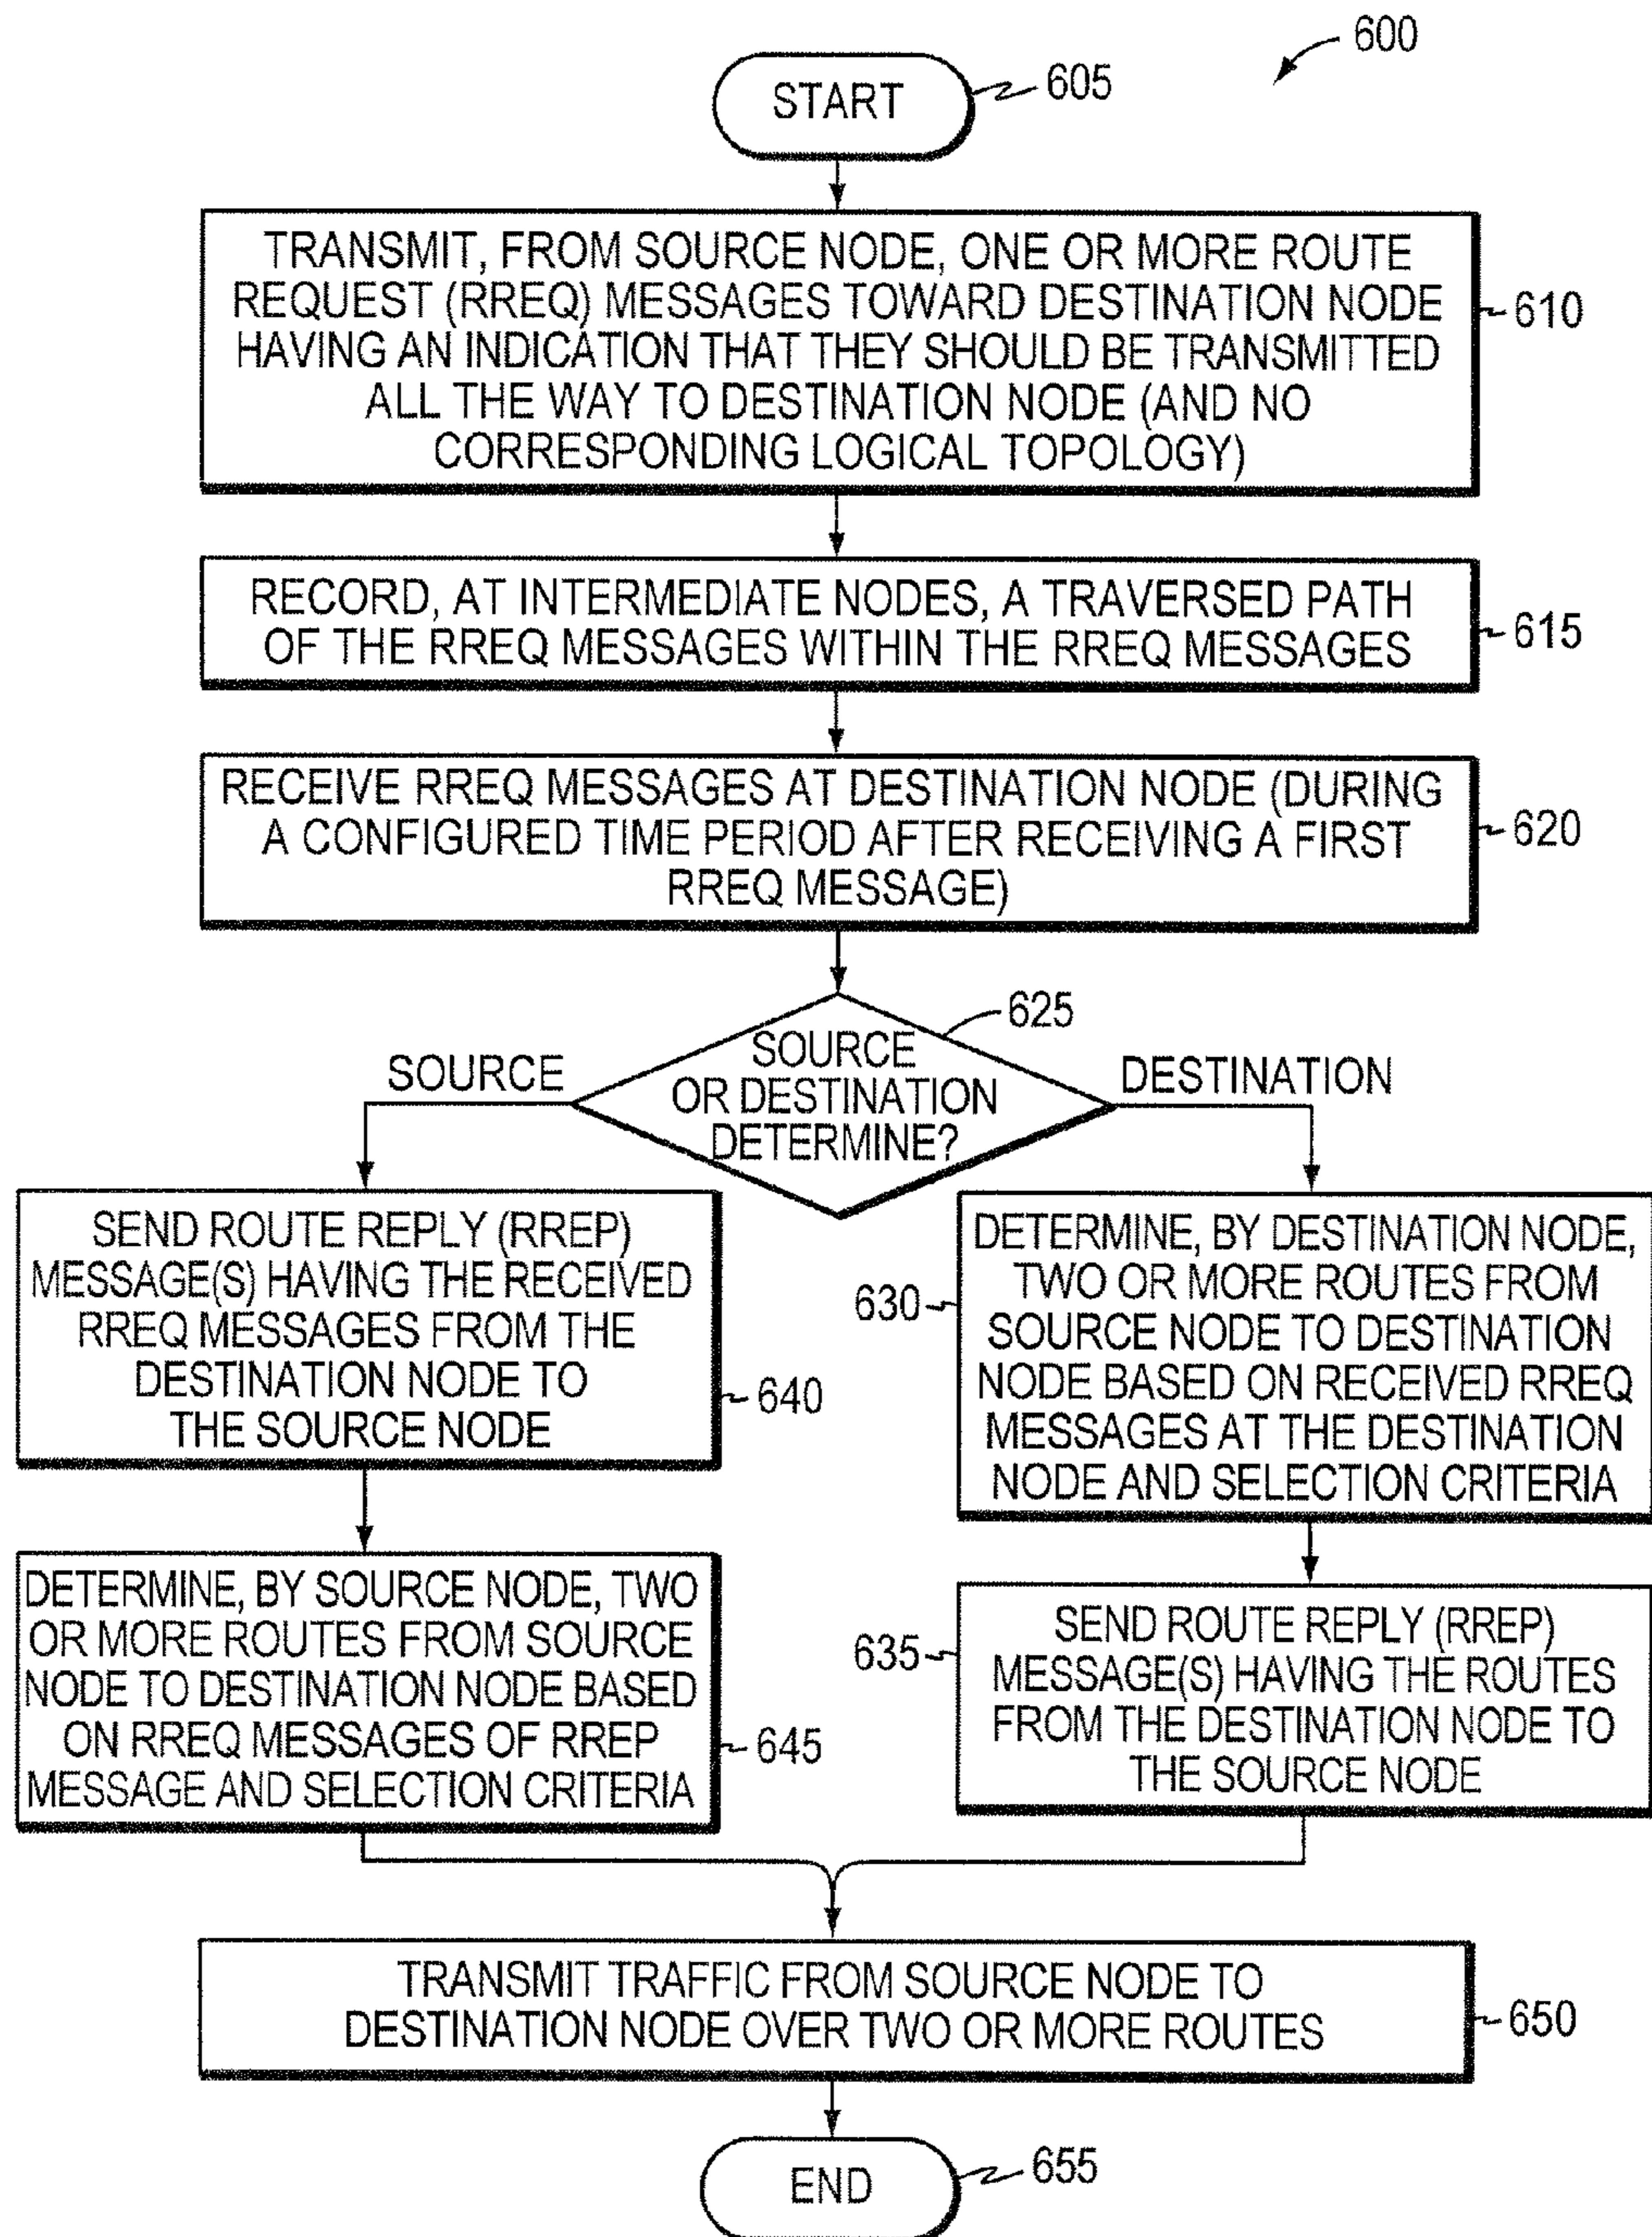 600
START
605
TRANSMIT, FROM SOURCE NODE, ONE OR MORE ROUTE
REQUEST (RREQ) MESSAGES TOWARD DESTINATION NODE
HAVING AN INDICATION THAT THEY SHOULD BE TRANSMITTED
ALL THE WAY TO DESTINATION NODE (AND NO
CORRESPONDING LOGICAL TOPOLOGY)
610
RECORD, AT INTERMEDIATE NODES, A TRAVERSED PATH
OF THE RREQ MESSAGES WITHIN THE RREQ MESSAGES
615
RECEIVE RREQ MESSAGES AT DESTINATION NODE (DURING
A CONFIGURED TIME PERIOD AFTER RECEIVING A FIRST
RREQ MESSAGE)
620
625
SOURCE
OR DESTINATION
DETERMINE?
SOURCE
DESTINATION
SEND ROUTE REPLY (RREP)
MESSAGE(S) HAVING THE RECEIVED
RREQ MESSAGES FROM THE
DESTINATION NODE TO
THE SOURCE NODE
640
DETERMINE, BY SOURCE NODE, TWO
OR MORE ROUTES FROM SOURCE
NODE TO DESTINATION NODE BASED
ON RREQ MESSAGES OF RREP
MESSAGE AND SELECTION CRITERIA
645
DETERMINE, BY DESTINATION NODE,
TWO OR MORE ROUTES FROM
SOURCE NODE TO DESTINATION
NODE BASED ON RECEIVED RREQ
MESSAGES AT THE DESTINATION
NODE AND SELECTION CRITERIA
630
SEND ROUTE REPLY (RREP)
MESSAGE(S) HAVING THE ROUTES
FROM THE DESTINATION NODE TO
THE SOURCE NODE
635
TRANSMIT TRAFFIC FROM SOURCE NODE TO
DESTINATION NODE OVER TWO OR MORE ROUTES
650
END
655